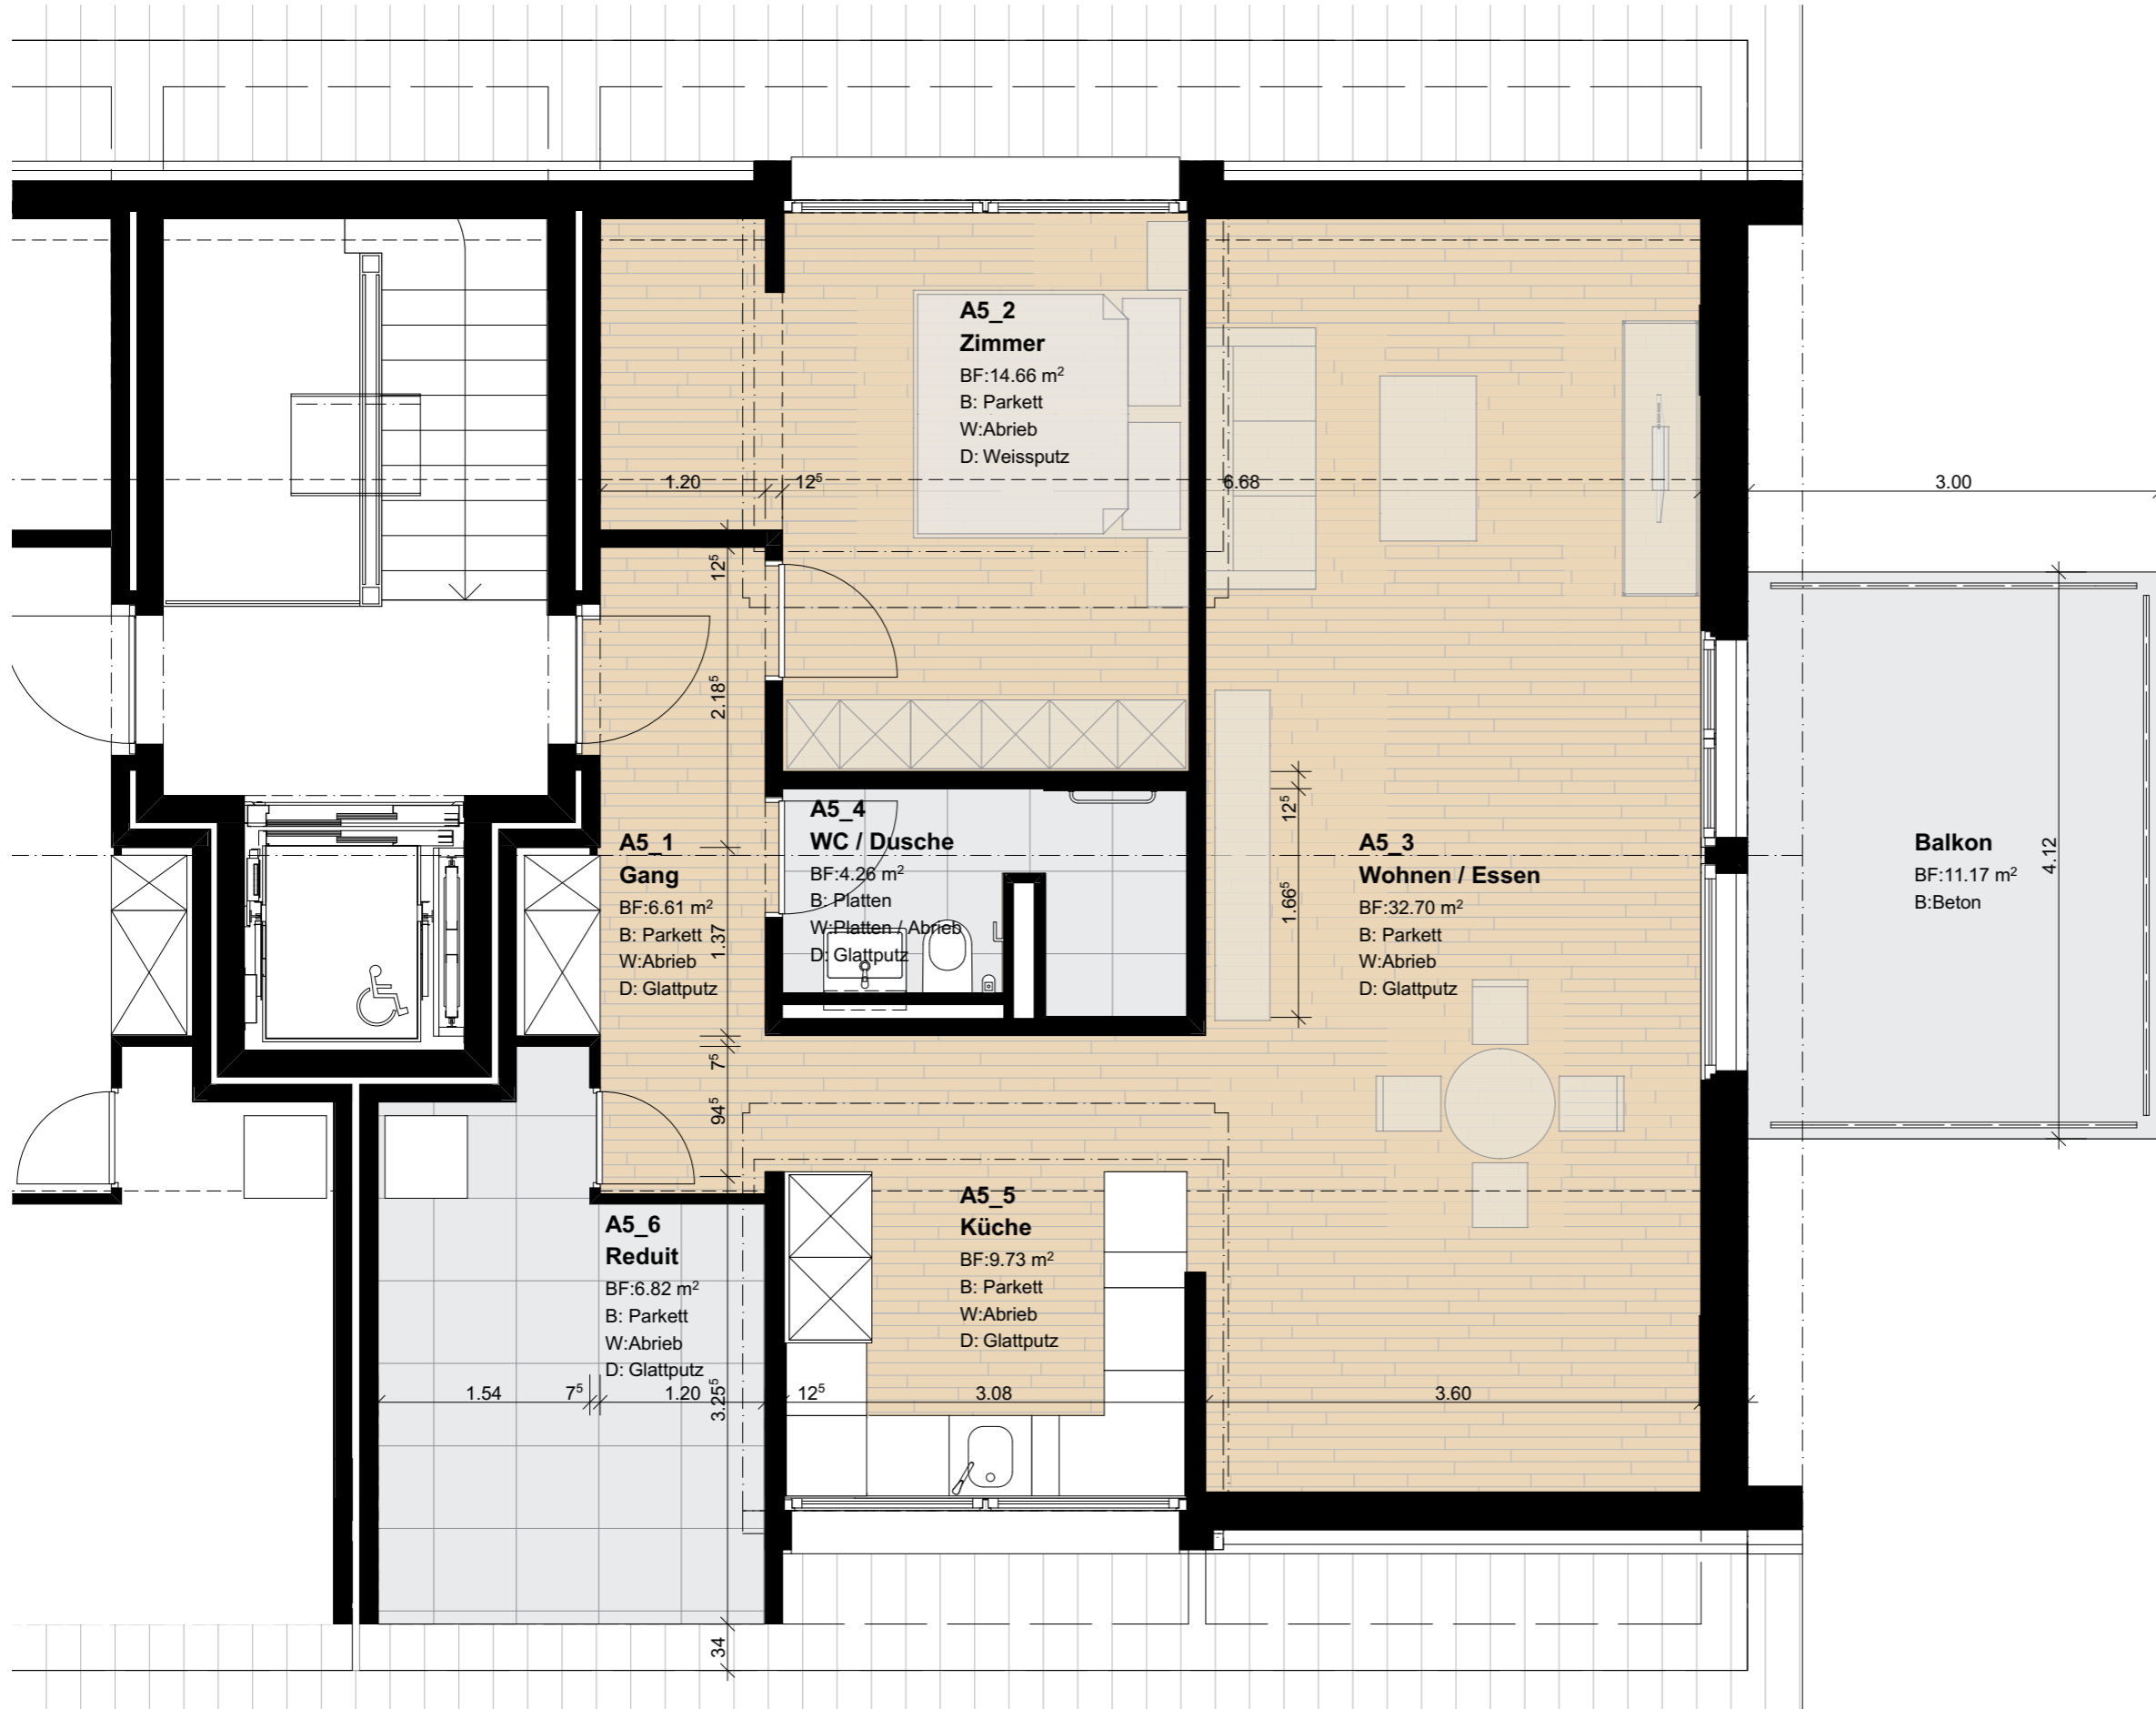 A5_2
Zimmer
BF:14.66 m²
B: Parkett
W:Abrieb
D: Weissputz
1.20
12⁵
6.68
3.00
12⁵
2.18⁵
A5_1
Gang
BF:6.61 m²
B: Parkett
W:Abrieb
D: Glattputz
1.37
A5_4
WC / Dusche
BF:4.26 m²
B: Platten
W:Platten / Abrieb
D: Glattputz
12⁵
1.66⁵
A5_3
Wohnen / Essen
BF:32.70 m²
B: Parkett
W:Abrieb
D: Glattputz
Balkon
BF:11.17 m²
B:Beton
4.12
7⁵
94⁵
A5_6
Reduit
BF:6.82 m²
B: Parkett
W:Abrieb
D: Glattputz
A5_5
Küche
BF:9.73 m²
B: Parkett
W:Abrieb
D: Glattputz
1.54
7⁵
1.20
3.25⁵
12⁵
3.08
3.60
34